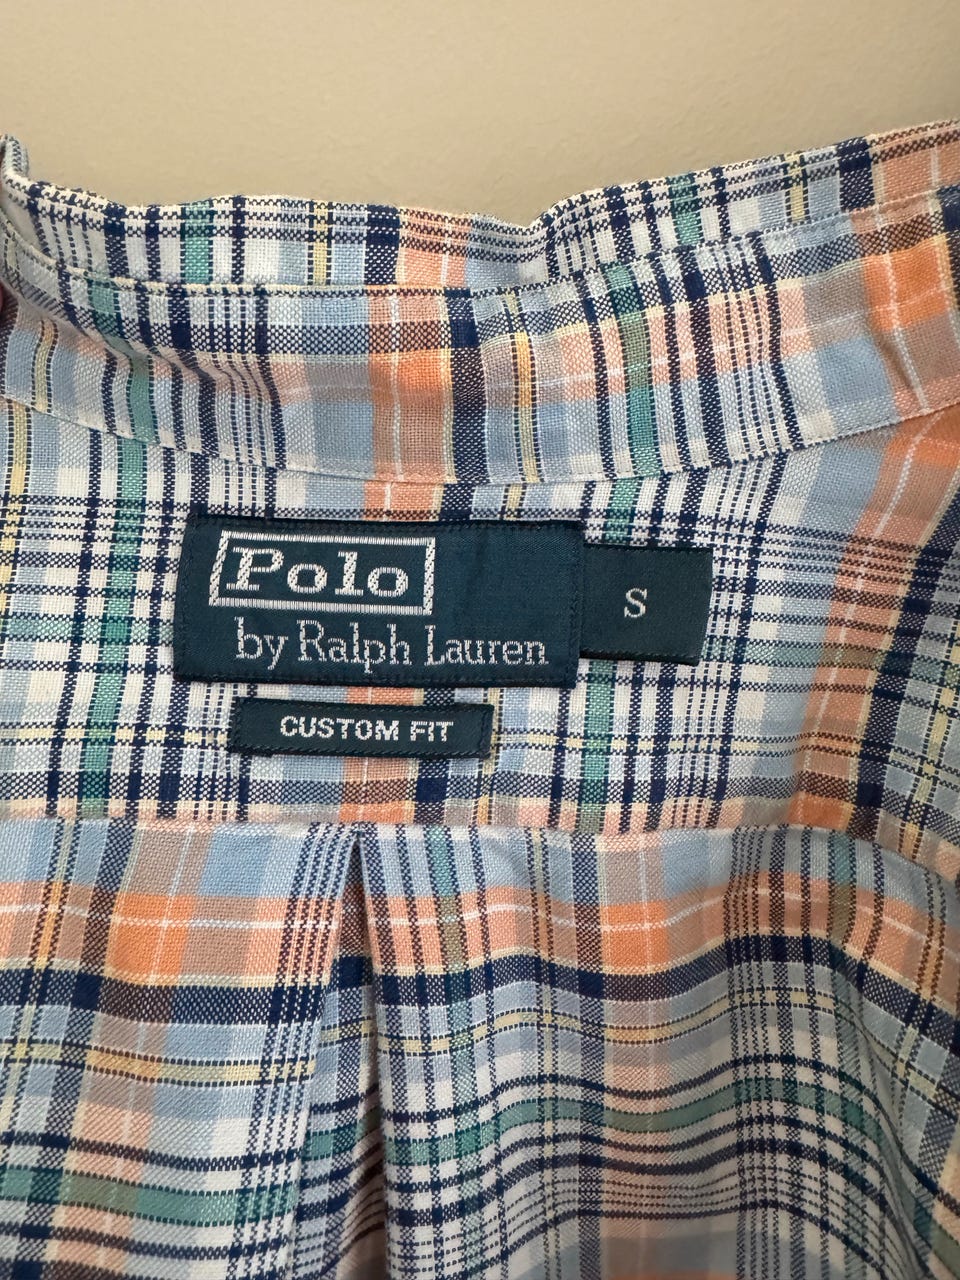 Polo
by Ralph Lauren
S
CUSTOM FIT